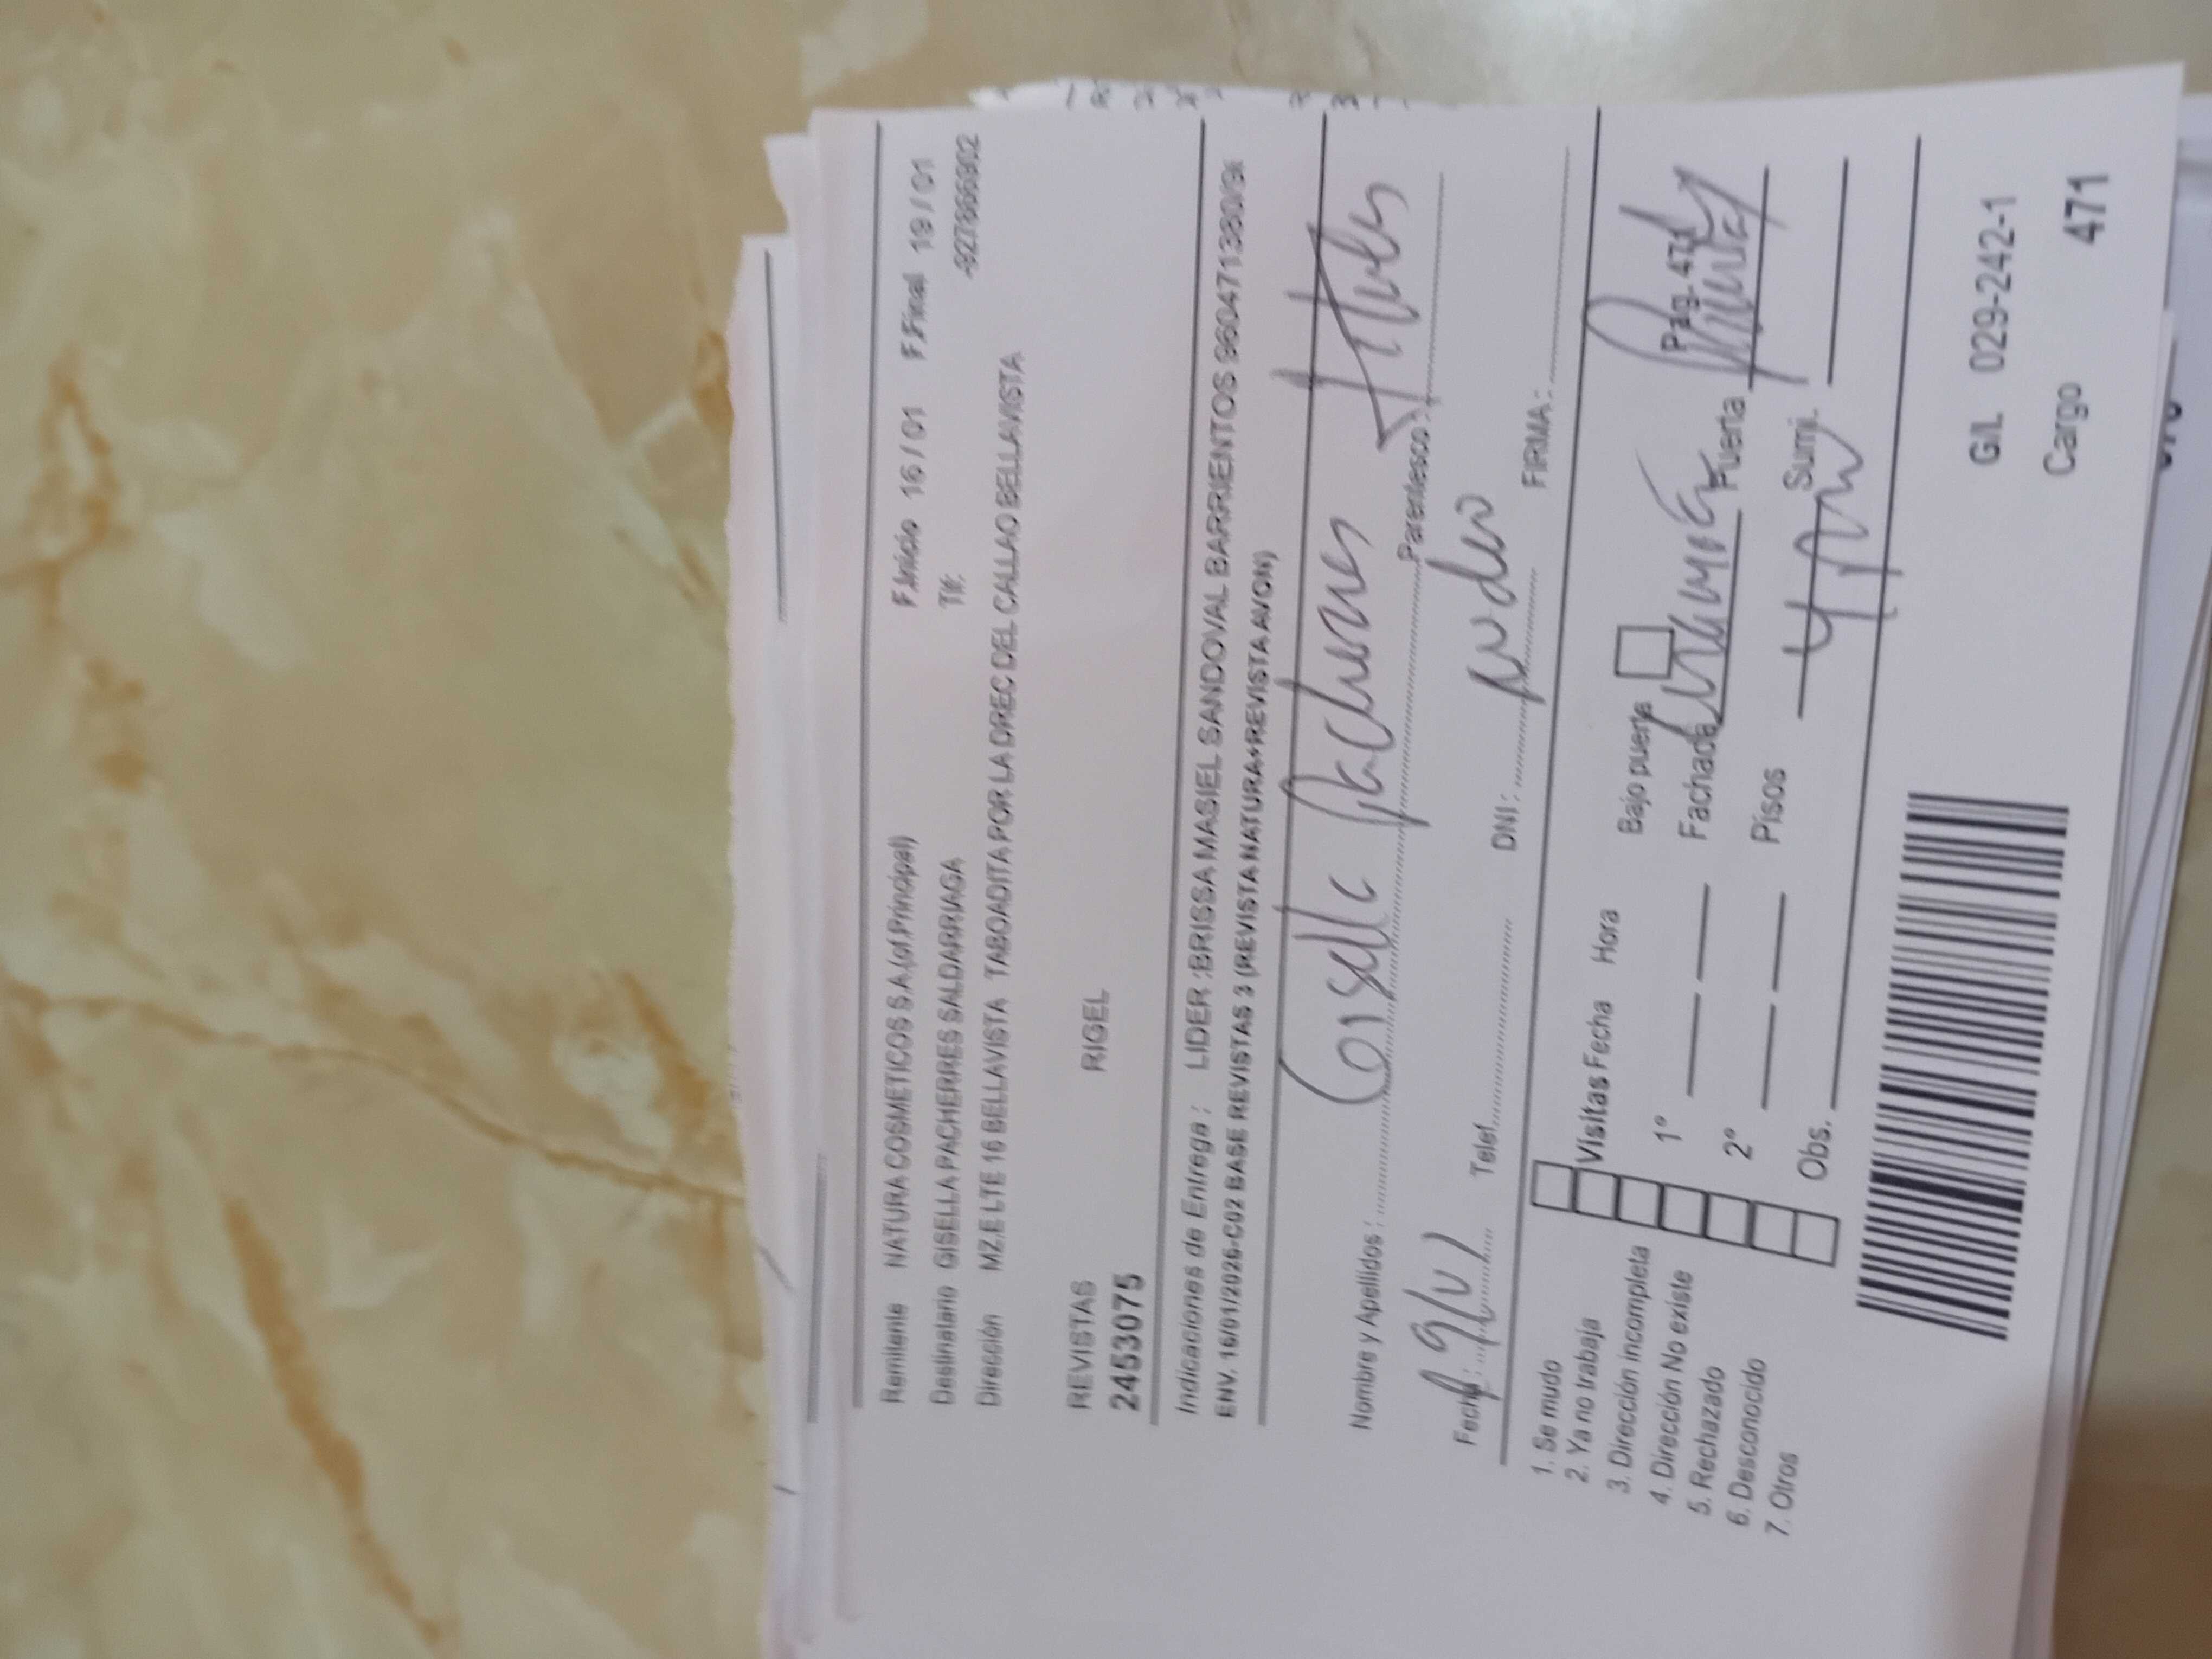 Remitente NATURA COSMETICOS S.A.(of.Principal) F.Inicio 16/01 F.Final 19/01
Destinatario GISELLA PACHERRES SALDARRIAGA Tlf: -927866902
Dirección MZ.E LTE 16 BELLAVISTA TABOADITA POR LA DREC DEL CALLAO BELLAVISTA
REVISTAS RIGEL
2453075
Indicaciones de Entrega : LIDER :BRISSA MASIEL SANDOVAL BARRIENTOS
ENV. 16/01/2026-C02 BASE REVISTAS 3 (REVISTA NATURA+REVISTA AVON)
Nombre y Apellidos : Parentesco :
Fecha : 19/01 Telef. DNI : FIRMA :
1. Se mudo
2. Ya no trabaja
3. Dirección incompleta
4. Dirección No existe
5. Rechazado
6. Desconocido
7. Otros
Visitas Fecha Hora Bajo puerta Pag- 471
1° Fachada Puerta
2° Pisos Sumi.
Obs.
G/L 029-242-1
Cargo 471